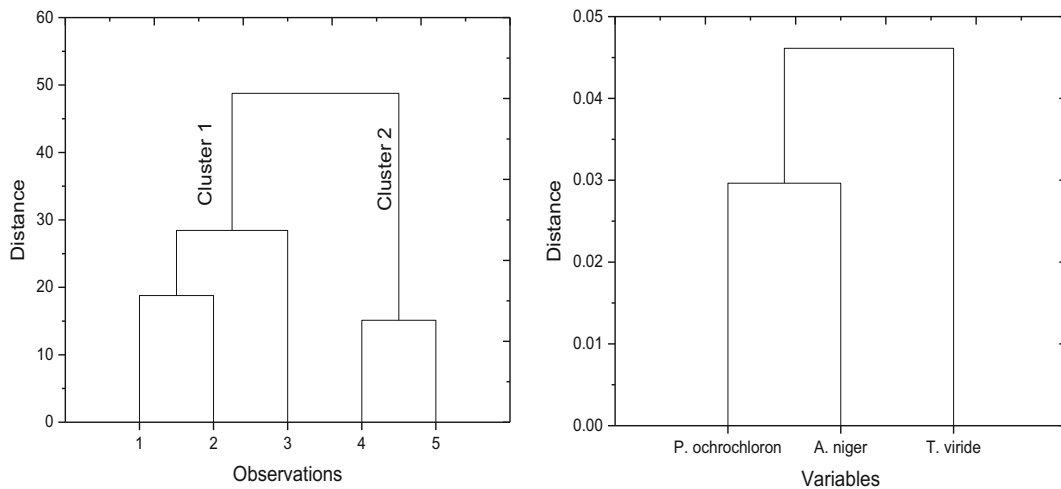 60
50
40
30
20
10
0
Distance
Cluster 1
Cluster 2
1 2 3 4 5
Observations
0.05
0.04
0.03
0.02
0.01
0.00
Distance
P. ochrochloron A. niger T. viride
Variables